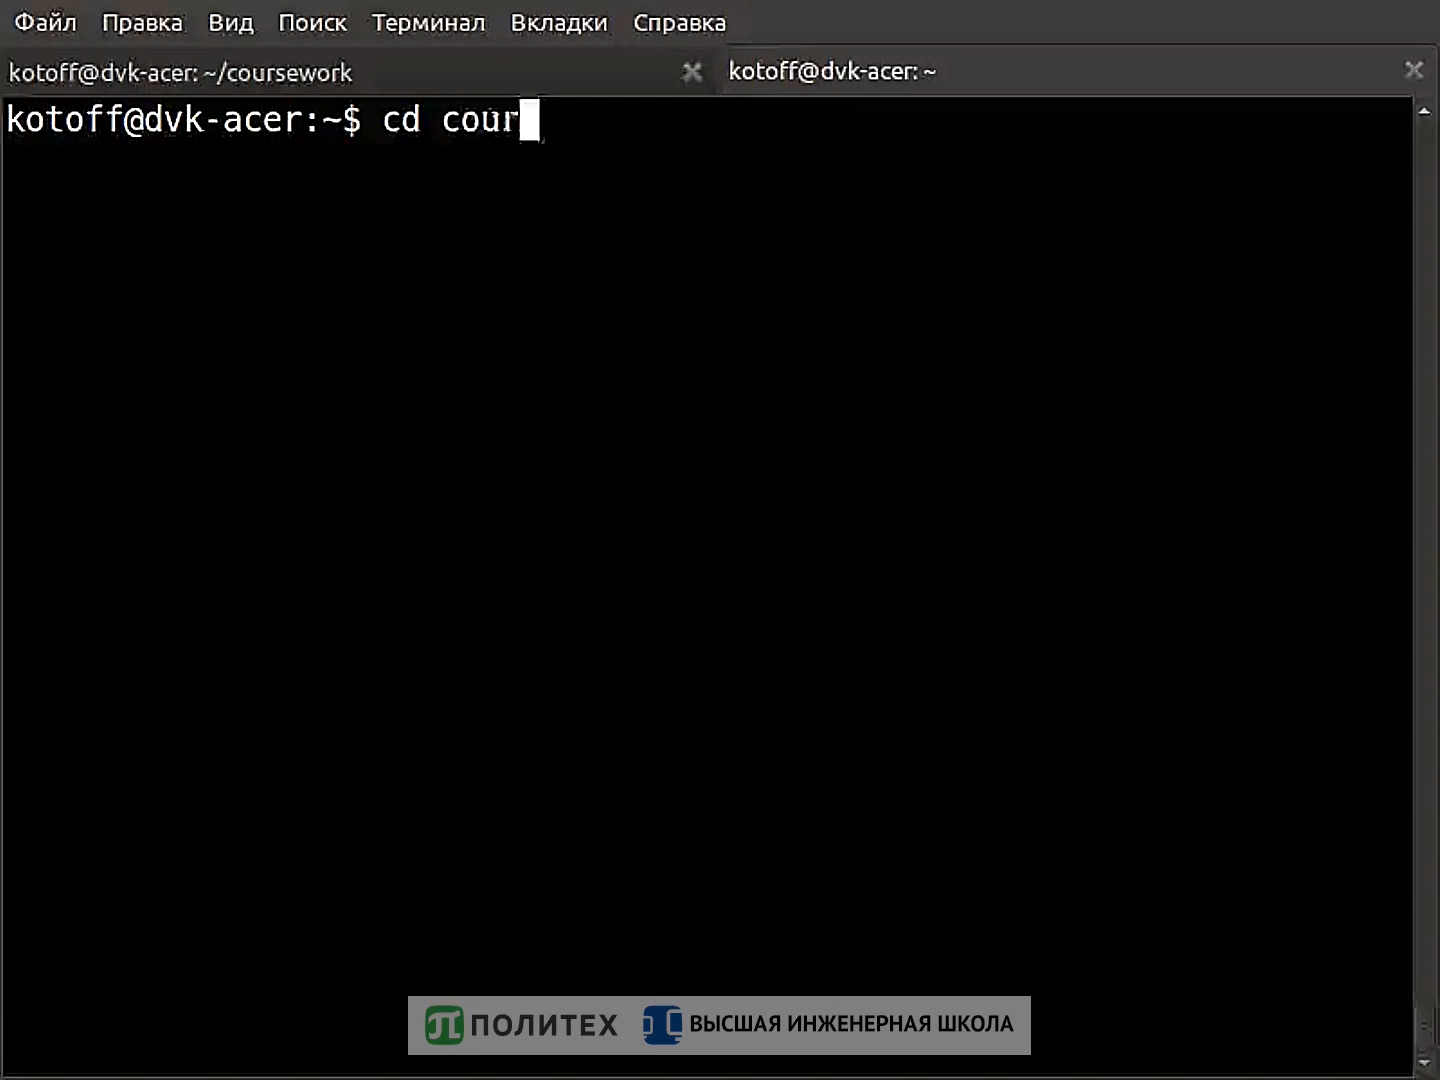 Файл Правка Вид Поиск Терминал Вкладки Справка
kotoff@dvk-acer: ~/coursework kotoff@dvk-acer: ~
kotoff@dvk-acer:~$ cd cour
ПОЛИТЕХ ВЫСШАЯ ИНЖЕНЕРНАЯ ШКОЛА